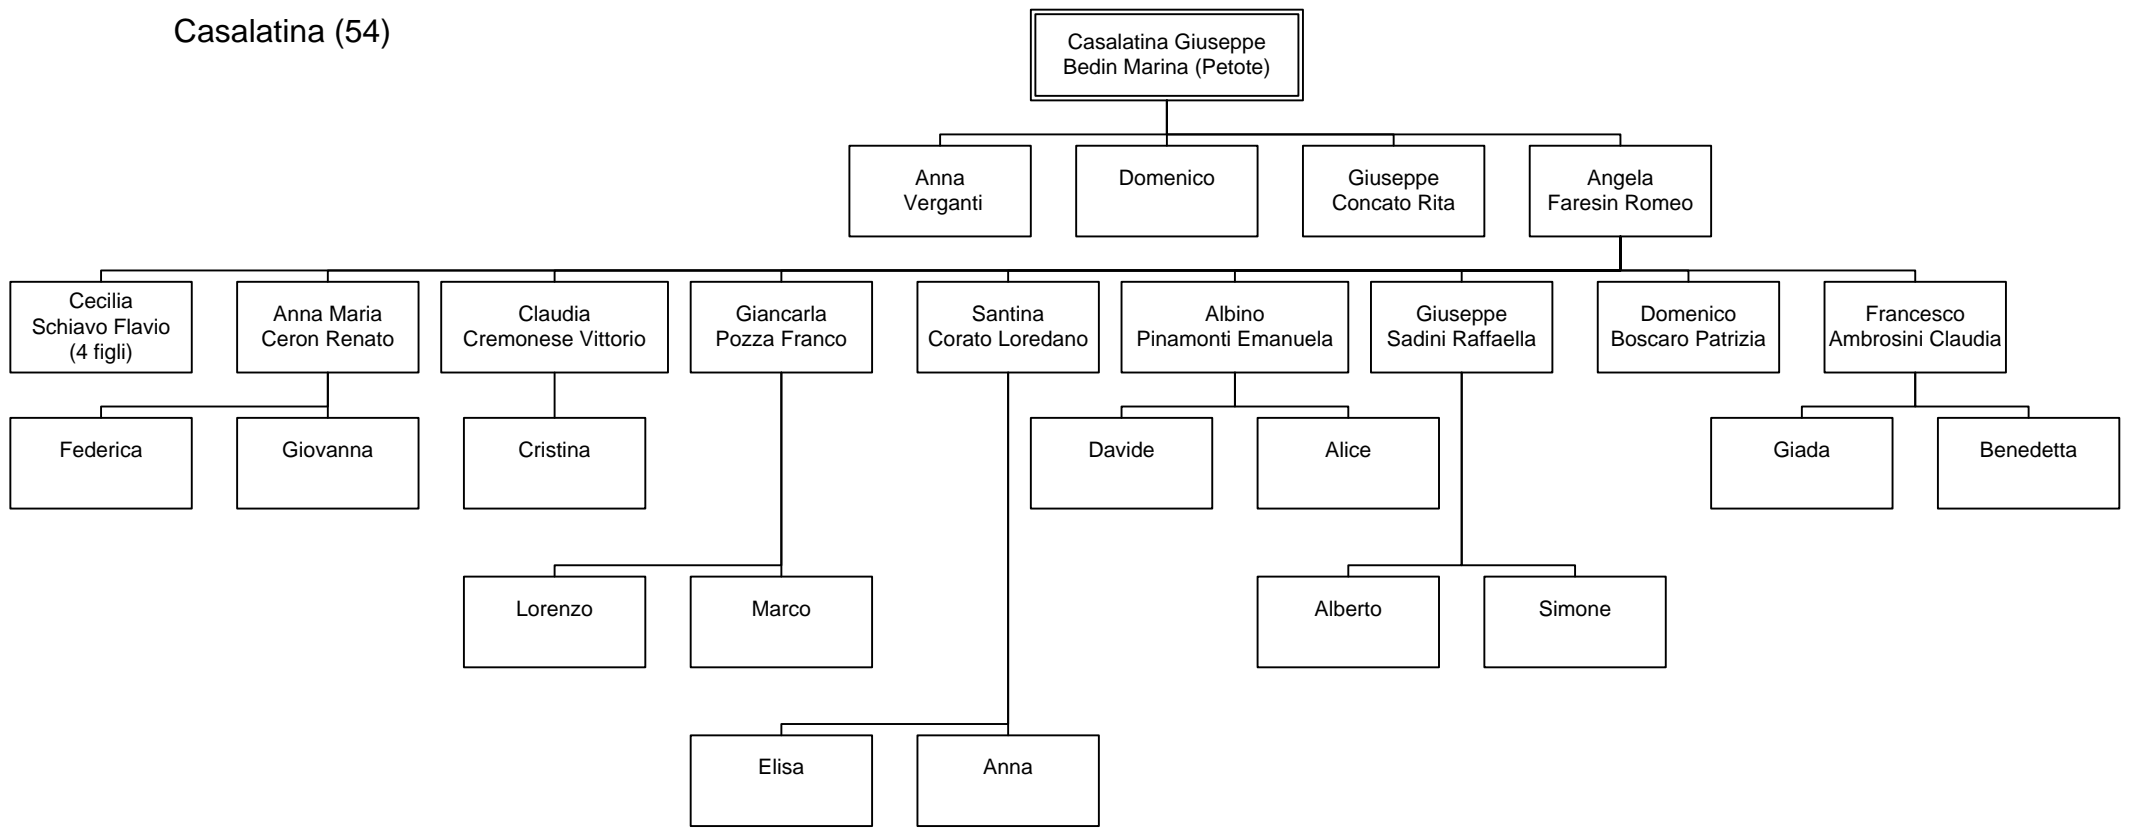 Casalatina (54)
Casalatina Giuseppe
Bedin Marina (Petote)
Anna
Verganti
Domenico
Giuseppe
Concato Rita
Angela
Faresin Romeo
Cecilia
Schiavo Flavio
(4 figli)
Anna Maria
Ceron Renato
Claudia
Cremonese Vittorio
Giancarla
Pozza Franco
Santina
Corato Loredano
Albino
Pinamonti Emanuela
Giuseppe
Sadini Raffaella
Domenico
Boscaro Patrizia
Francesco
Ambrosini Claudia
Federica
Giovanna
Cristina
Davide
Alice
Giada
Benedetta
Lorenzo
Marco
Alberto
Simone
Elisa
Anna